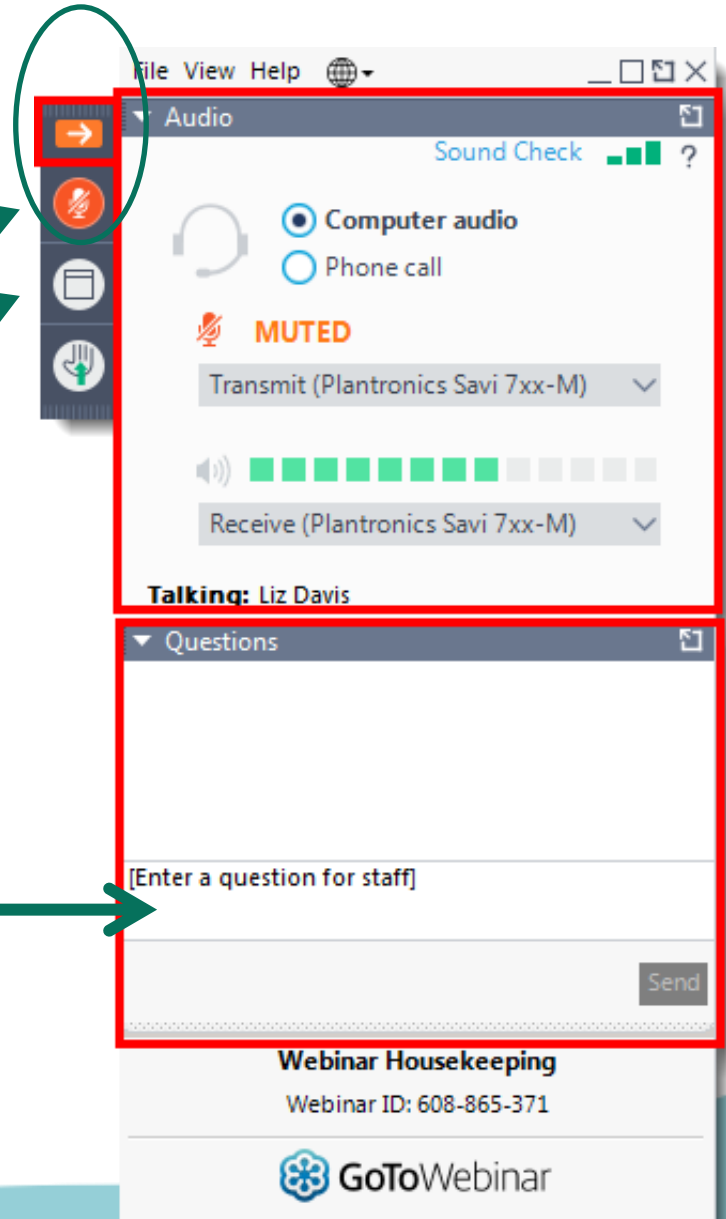 File View Help
Audio
Sound Check ?
Computer audio
Phone call
MUTED
Transmit (Plantronics Savi 7xx-M)
Receive (Plantronics Savi 7xx-M)
Talking: Liz Davis
Questions
[Enter a question for staff]
Send
Webinar Housekeeping
Webinar ID: 608-865-371
GoToWebinar